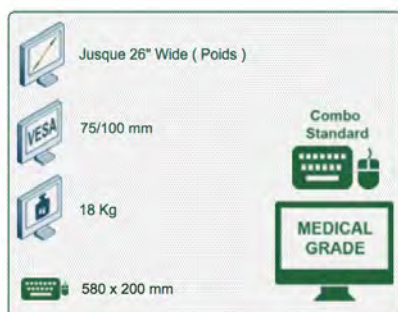 Jusque 26" Wide ( Poids )
VESA
75/100 mm
Combo
Standard
18 Kg
MEDICAL
GRADE
580 x 200 mm